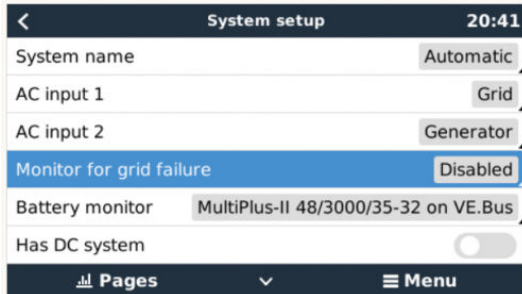 System setup 20:41
System name Automatic
AC input 1 Grid
AC input 2 Generator
Monitor for grid failure Disabled
Battery monitor MultiPlus-II 48/3000/35-32 on VE.Bus
Has DC system
Pages Menu